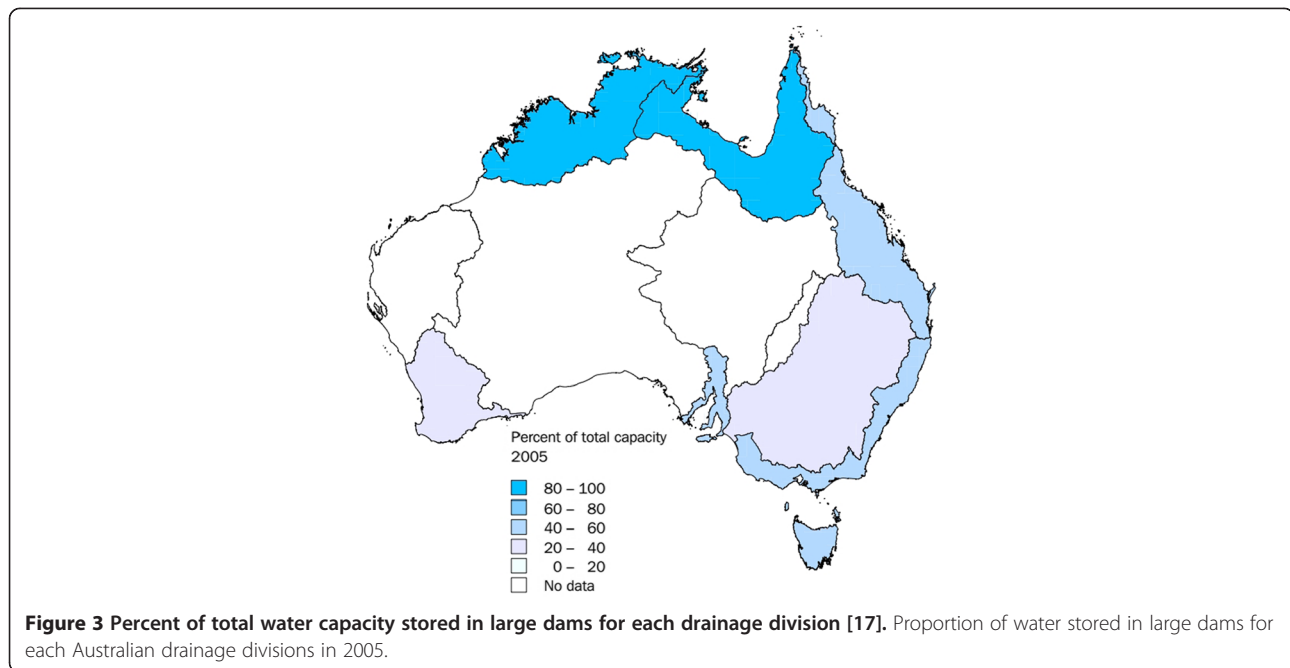 Percent of total capacity
2005
80 – 100
60 – 80
40 – 60
20 – 40
0 – 20
No data
Figure 3 Percent of total water capacity stored in large dams for each drainage division [17]. Proportion of water stored in large dams for
each Australian drainage divisions in 2005.